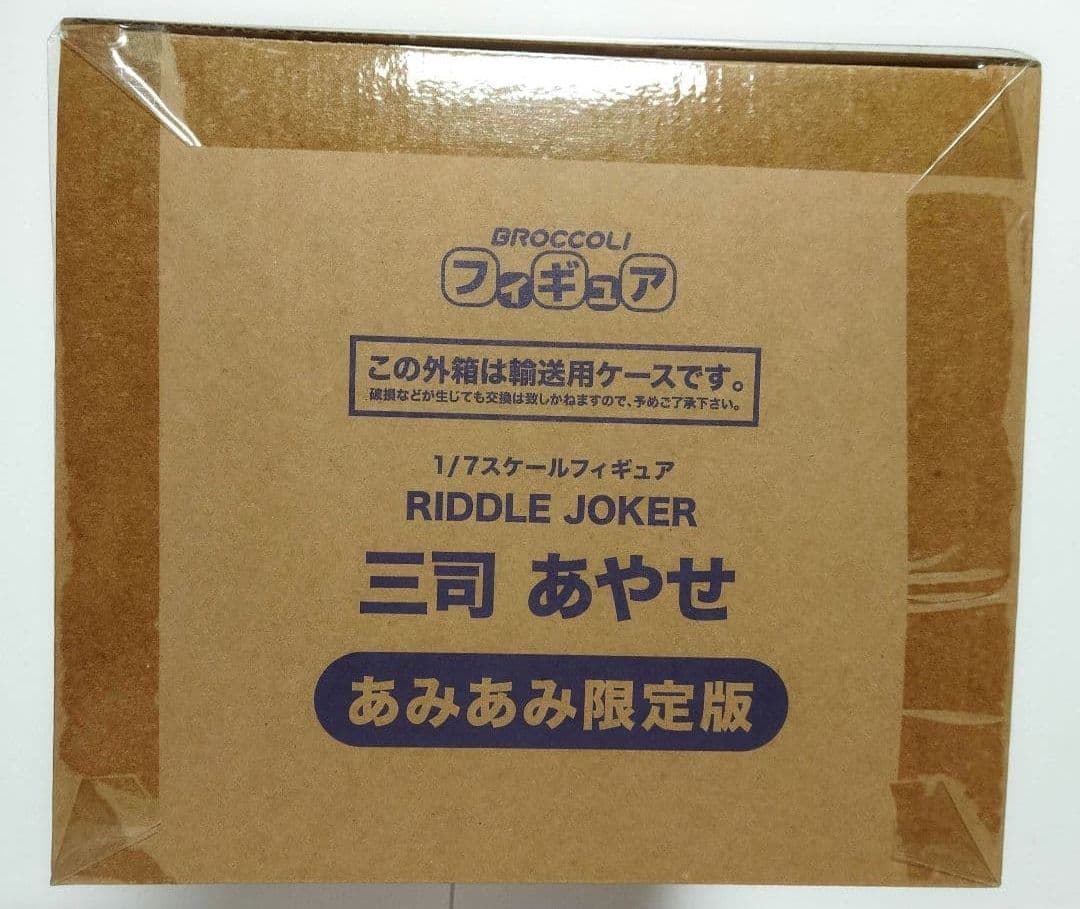 BROCCOLI
フィギュア
この外箱は輸送用ケースです。
破損などが生じても交換は致しかねますので、予めご了承下さい。
1/7スケールフィギュア
RIDDLE JOKER
三司 あやせ
あみあみ限定版